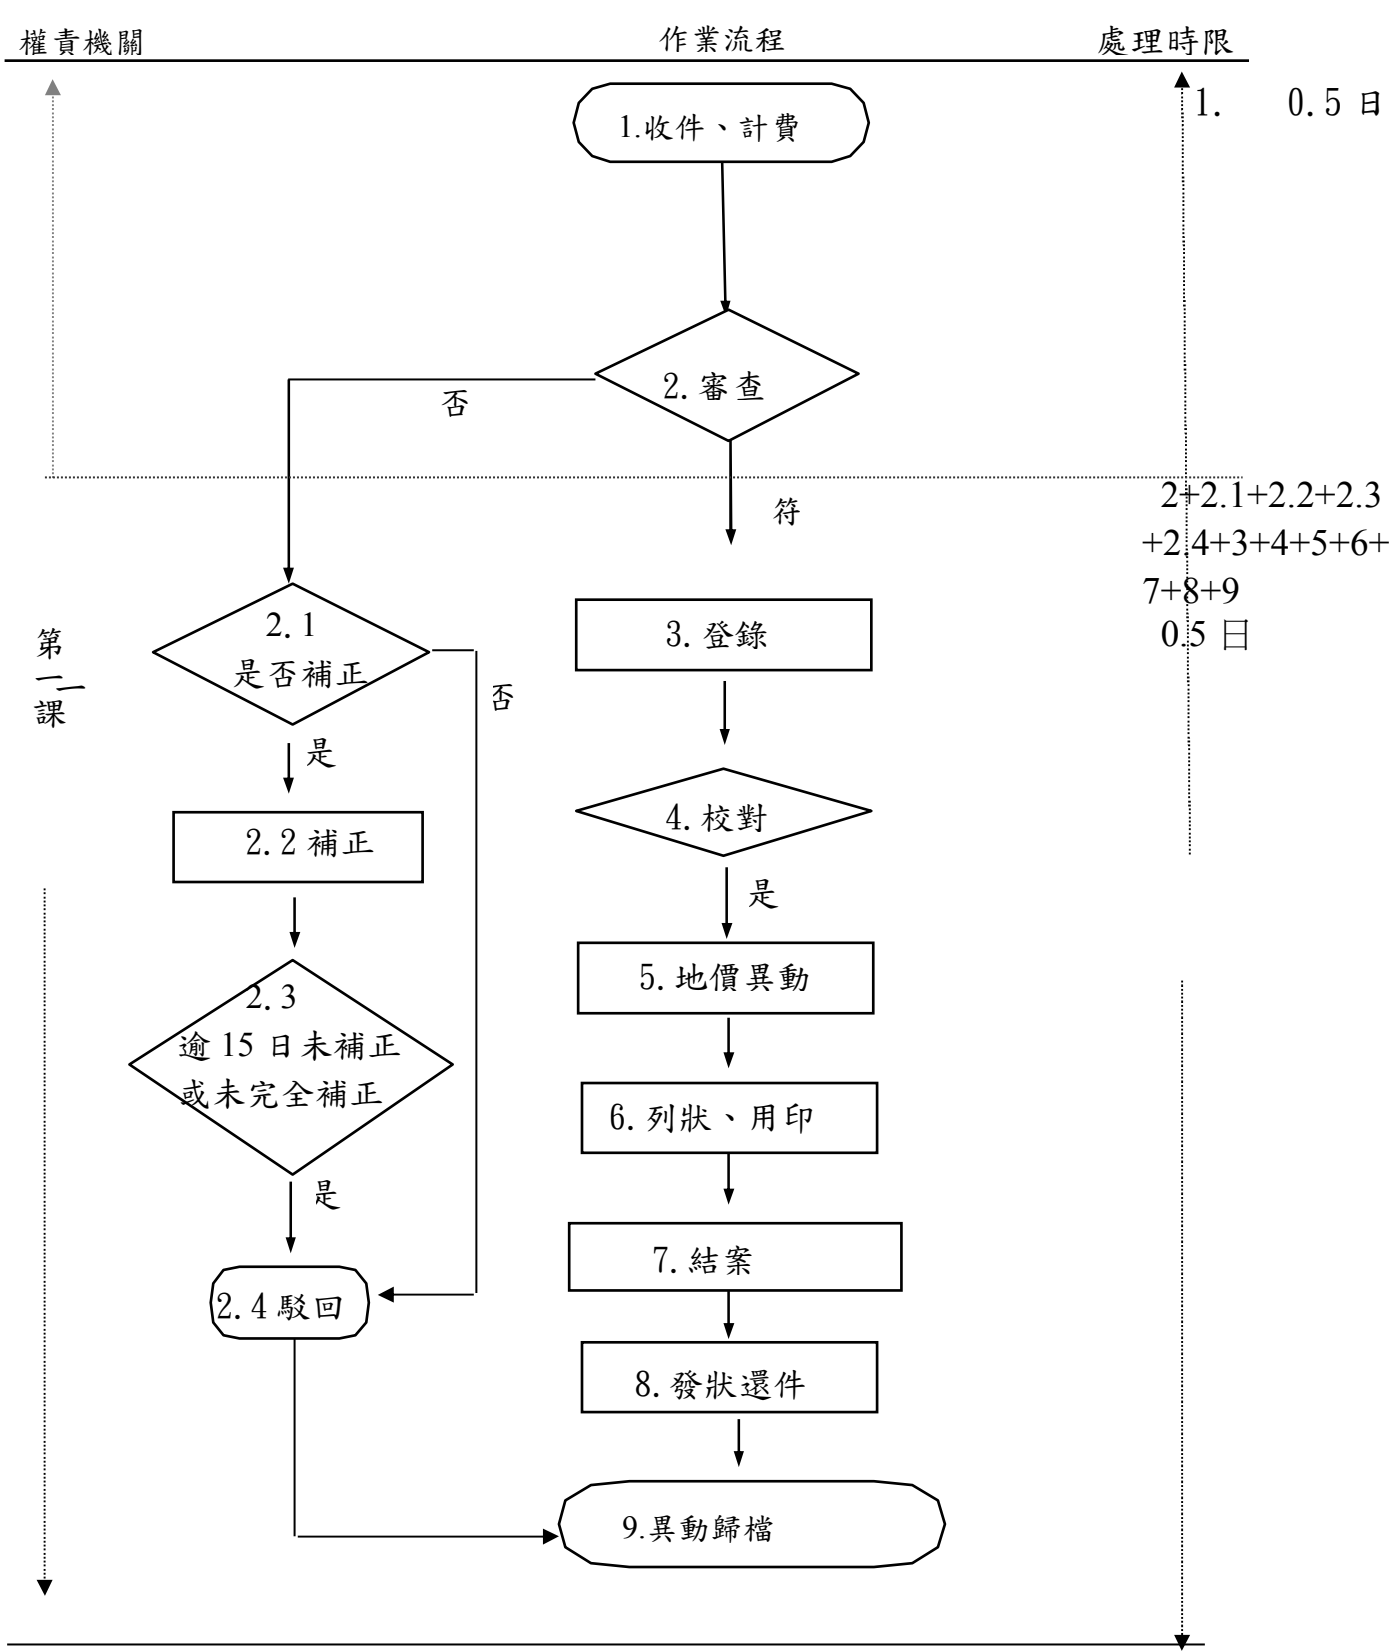 權責機關
作業流程
處理時限
1.收件、計費
1. 0.5日
2.審查
否
符
2+2.1+2.2+2.3
+2.4+3+4+5+6+
7+8+9
0.5日
第
一
課
2.1
是否補正
否
是
3.登錄
2.2補正
4.校對
是
2.3
逾15日未補正
或未完全補正
5.地價異動
是
6.列狀、用印
2.4駁回
7.結案
8.發狀還件
9.異動歸檔